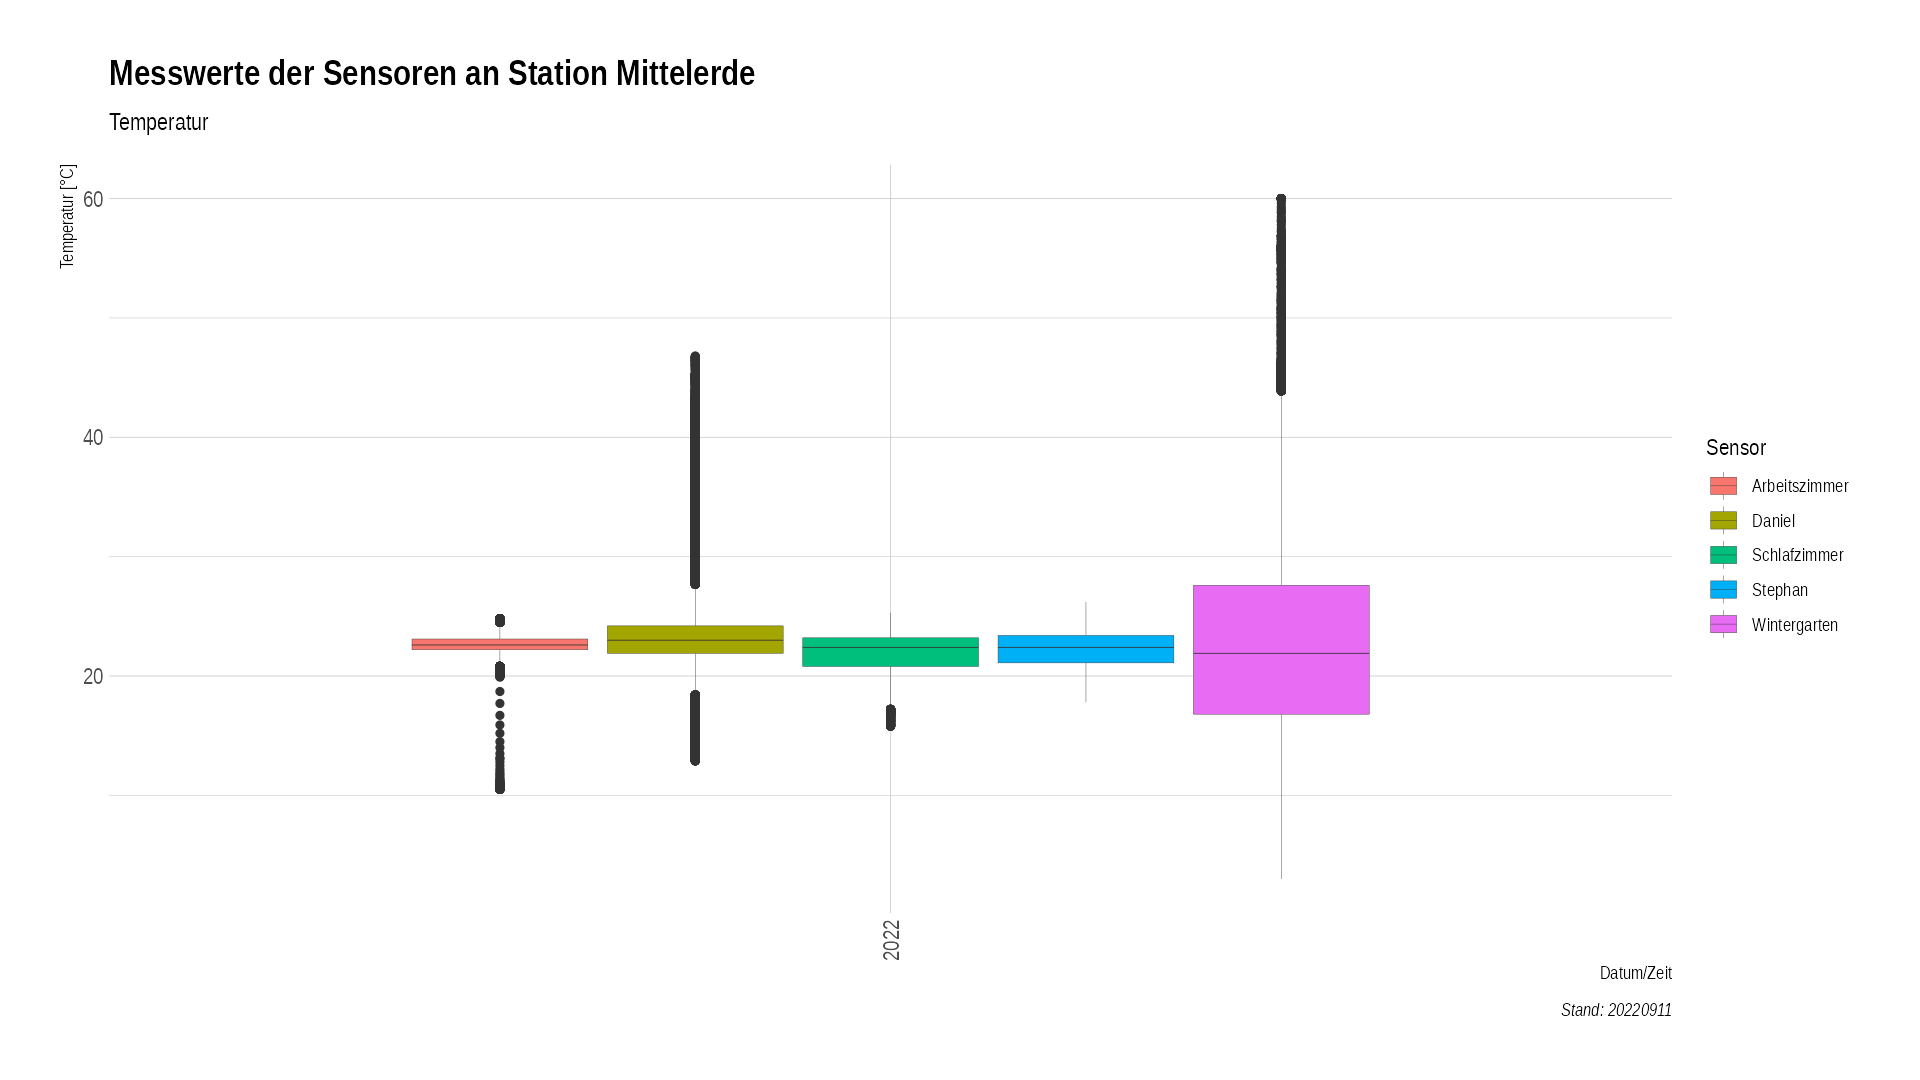 Messwerte der Sensoren an Station Mittelerde
Temperatur
Temperatur [°C]
60
40
20
2022
Datum/Zeit
Stand: 20220911
Sensor
Arbeitszimmer
Daniel
Schlafzimmer
Stephan
Wintergarten